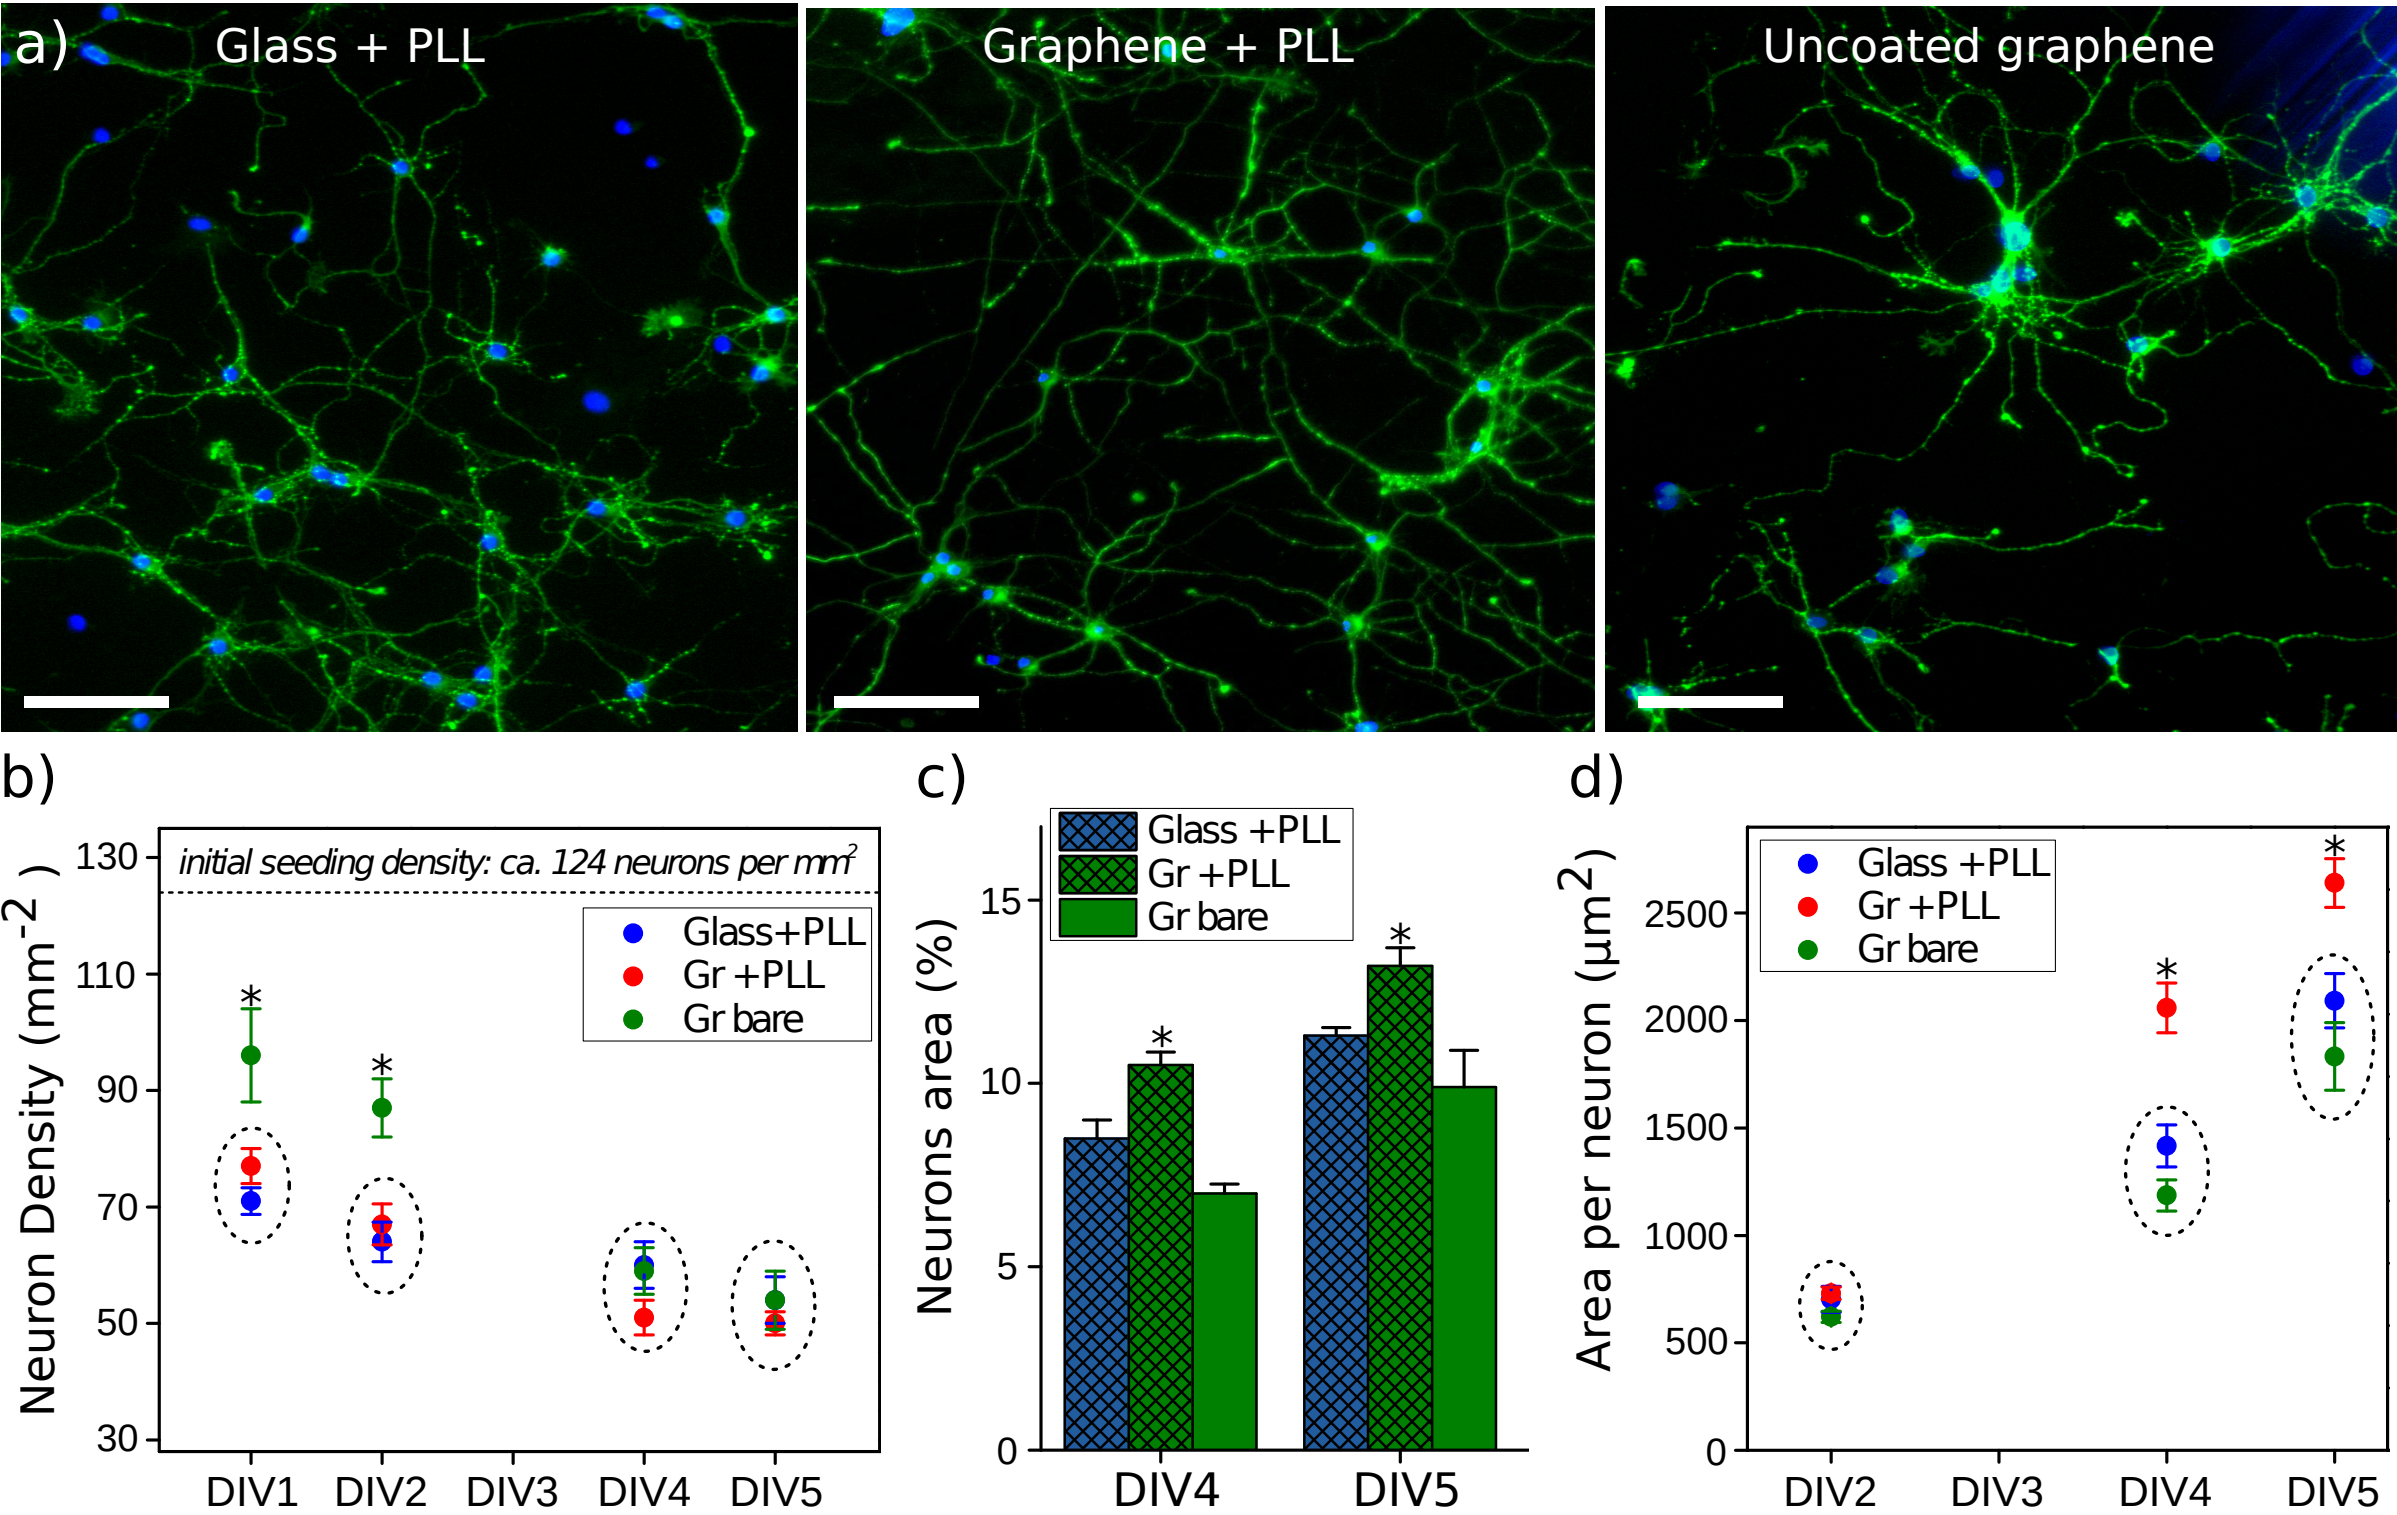 a)
Glass + PLL
Graphene + PLL
Uncoated graphene
b)
Neuron Density (mm⁻²)
130
110
90
70
50
30
initial seeding density: ca. 124 neurons per mm²
Glass+PLL
Gr +PLL
Gr bare
*
*
DIV1 DIV2 DIV3 DIV4 DIV5
c)
Neurons area (%)
15
10
5
0
Glass +PLL
Gr +PLL
Gr bare
*
*
DIV4 DIV5
d)
Area per neuron (µm²)
2500
2000
1500
1000
500
0
Glass +PLL
Gr +PLL
Gr bare
*
*
DIV2 DIV3 DIV4 DIV5